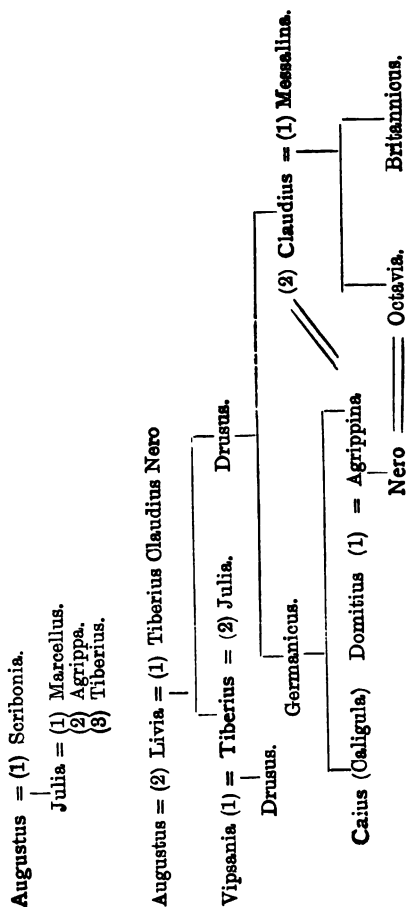 Augustus = (1) Scribonia.
Julia = (1) Marcellus.
(2) Agrippa.
(3) Tiberius.
Augustus = (2) Livia = (1) Tiberius Claudius Nero
Vipsania (1) = Tiberius = (2) Julia. Drusus.
Drusus.
Germanicus. (2) Claudius = (1) Messalina.
Caius (Caligula) Domitius (1) = Agrippina Octavia. Britannicus.
Nero